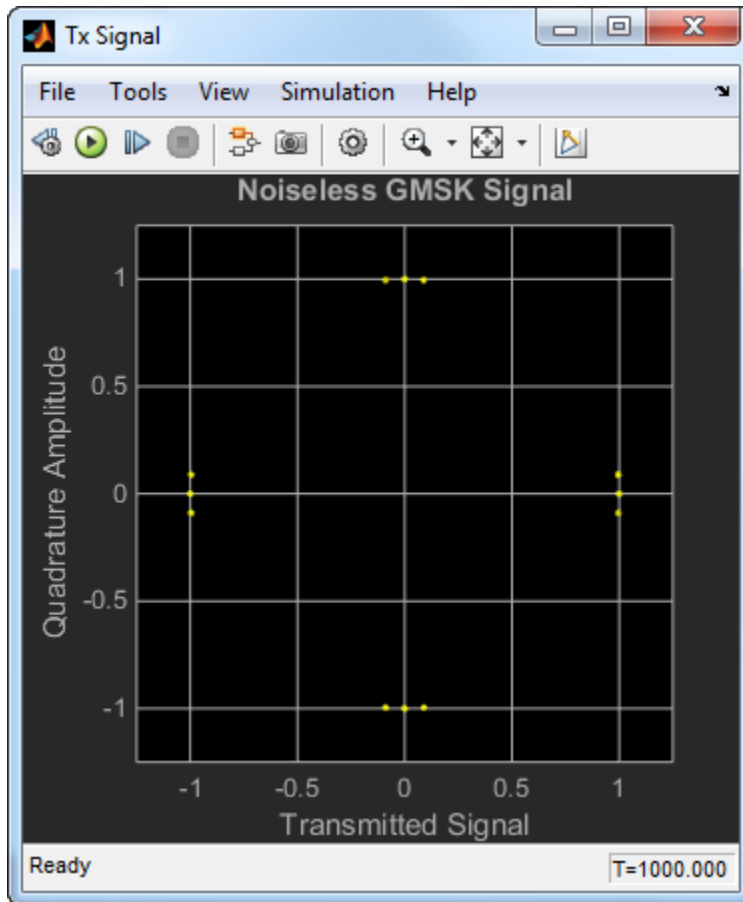 Tx Signal
File Tools View Simulation Help
Noiseless GMSK Signal
1
0.5
0
-0.5
-1
Quadrature Amplitude
-1 -0.5 0 0.5 1
Transmitted Signal
Ready T=1000.000